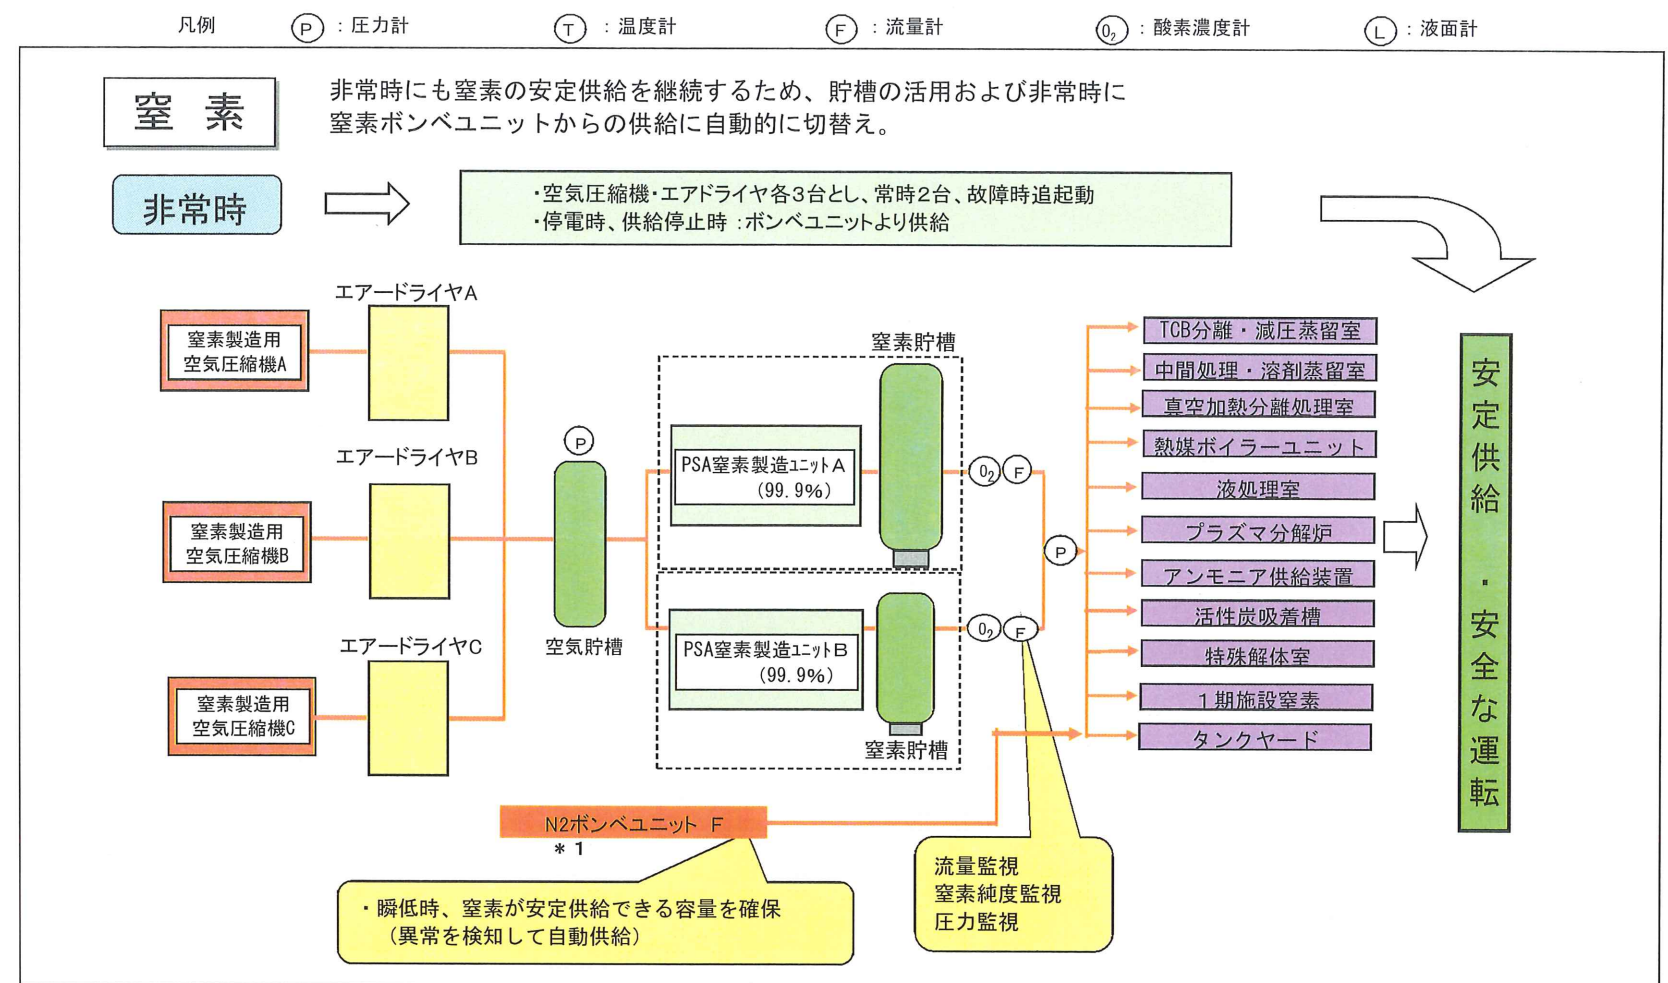 凡例 Ⓟ：圧力計 Ⓣ：温度計 Ⓕ：流量計 O₂：酸素濃度計 Ⓛ：液面計
窒 素
非常時にも窒素の安定供給を継続するため、貯槽の活用および非常時に
窒素ボンベユニットからの供給に自動的に切替え。
非常時
・空気圧縮機・エアドライヤ各3台とし、常時2台、故障時追起動
・停電時、供給停止時：ボンベユニットより供給
エアードライヤA
窒素製造用
空気圧縮機A
エアードライヤB
窒素製造用
空気圧縮機B
エアードライヤC
窒素製造用
空気圧縮機C
P
空気貯槽
窒素貯槽
PSA窒素製造ﾕﾆｯﾄA
(99.9%)
O₂ F
PSA窒素製造ﾕﾆｯﾄB
(99.9%)
O₂ F
窒素貯槽
P
TCB分離・減圧蒸留室
中間処理・溶剤蒸留室
真空加熱分離処理室
熱媒ボイラーユニット
液処理室
プラズマ分解炉
アンモニア供給装置
活性炭吸着槽
特殊解体室
1期施設窒素
タンクヤード
安定供給・安全な運転
N2ボンベユニット F
＊1
・瞬低時、窒素が安定供給できる容量を確保
（異常を検知して自動供給）
流量監視
窒素純度監視
圧力監視